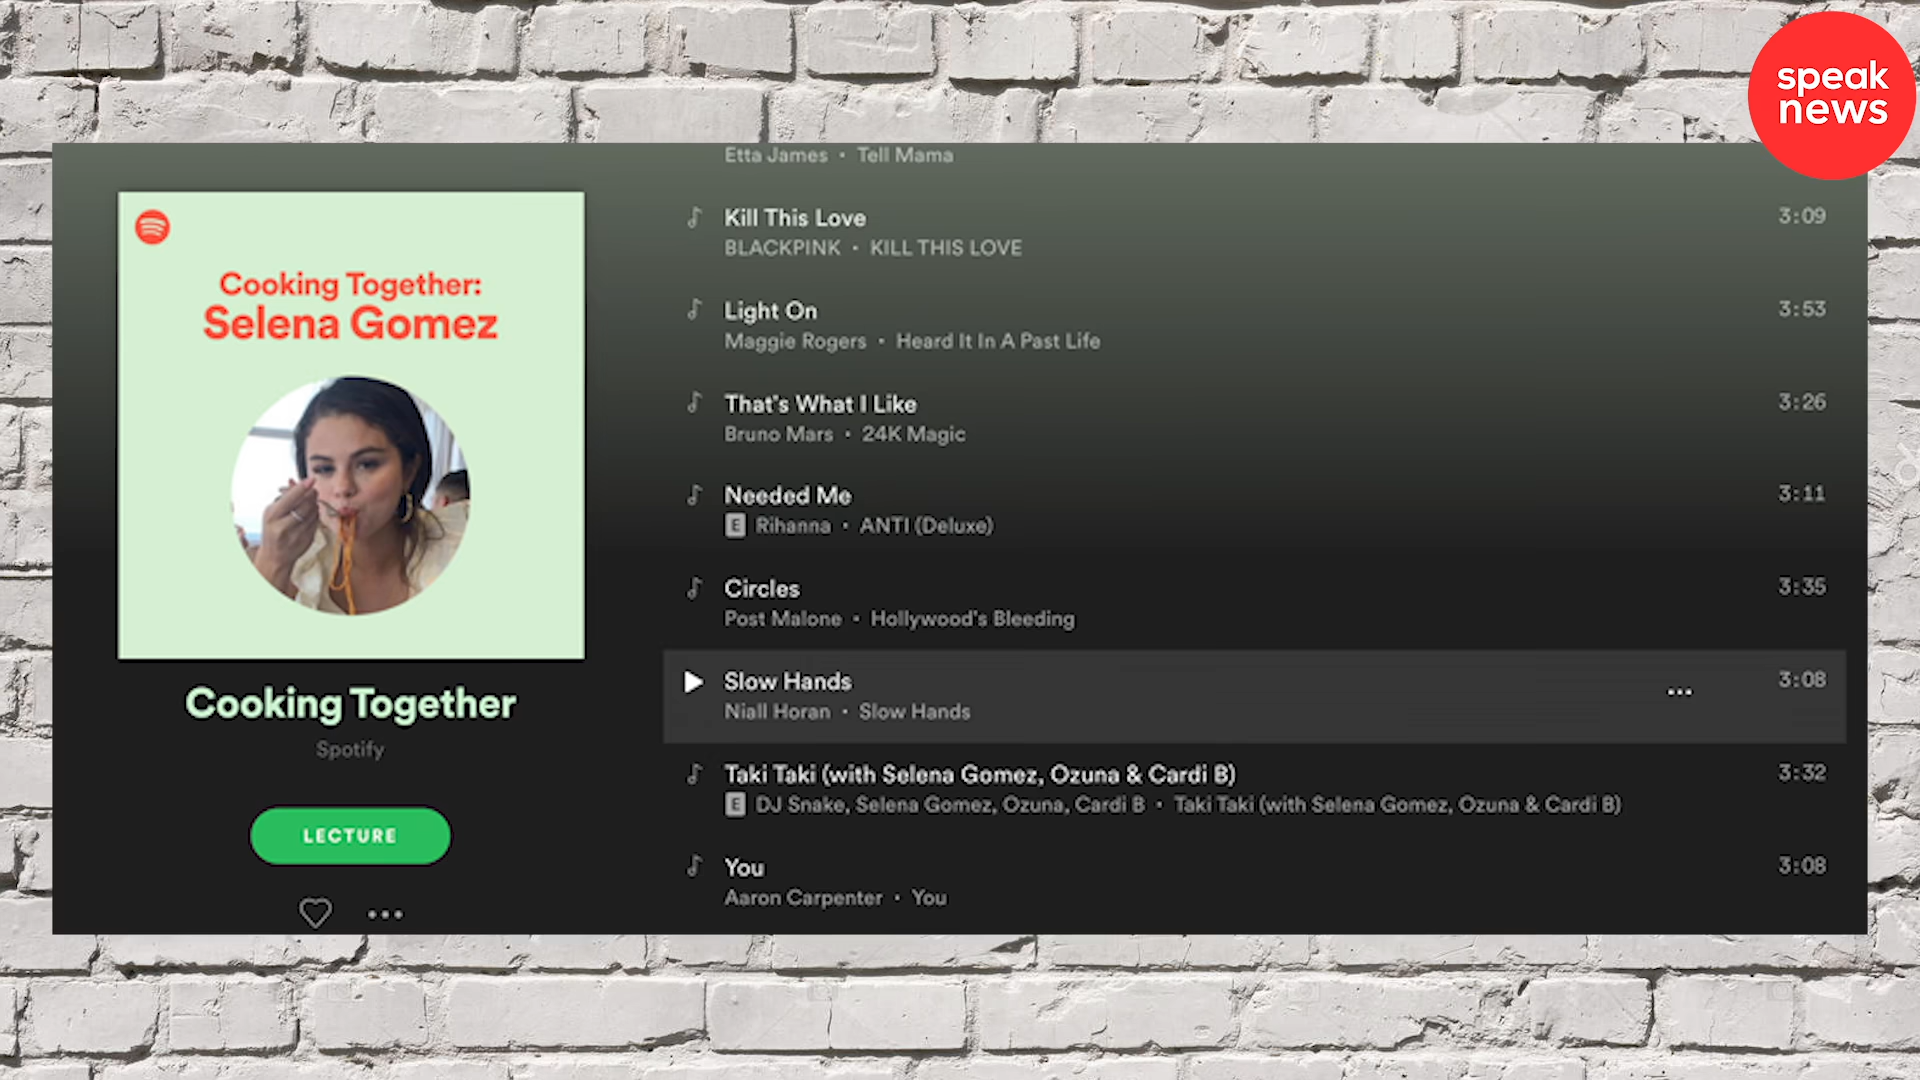 speak
news
Etta James • Tell Mama
Cooking Together:
Selena Gomez
Cooking Together
Spotify
LECTURE
Kill This Love 3:09
BLACKPINK • KILL THIS LOVE
Light On 3:53
Maggie Rogers • Heard It In A Past Life
That's What I Like 3:26
Bruno Mars • 24K Magic
Needed Me 3:11
E Rihanna • ANTI (Deluxe)
Circles 3:35
Post Malone • Hollywood's Bleeding
Slow Hands 3:08
Niall Horan • Slow Hands
Taki Taki (with Selena Gomez, Ozuna & Cardi B) 3:32
E DJ Snake, Selena Gomez, Ozuna, Cardi B • Taki Taki (with Selena Gomez, Ozuna & Cardi B)
You 3:08
Aaron Carpenter • You